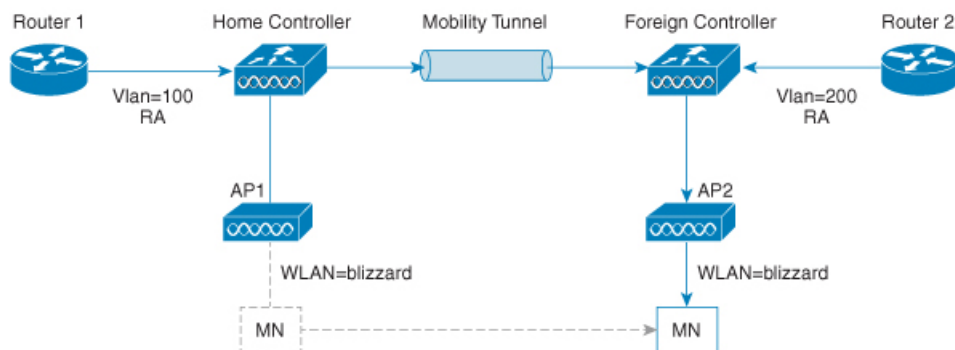 Router 1
Home Controller
Mobility Tunnel
Foreign Controller
Router 2
Vlan=100
RA
Vlan=200
RA
AP1
AP2
WLAN=blizzard
WLAN=blizzard
MN
MN